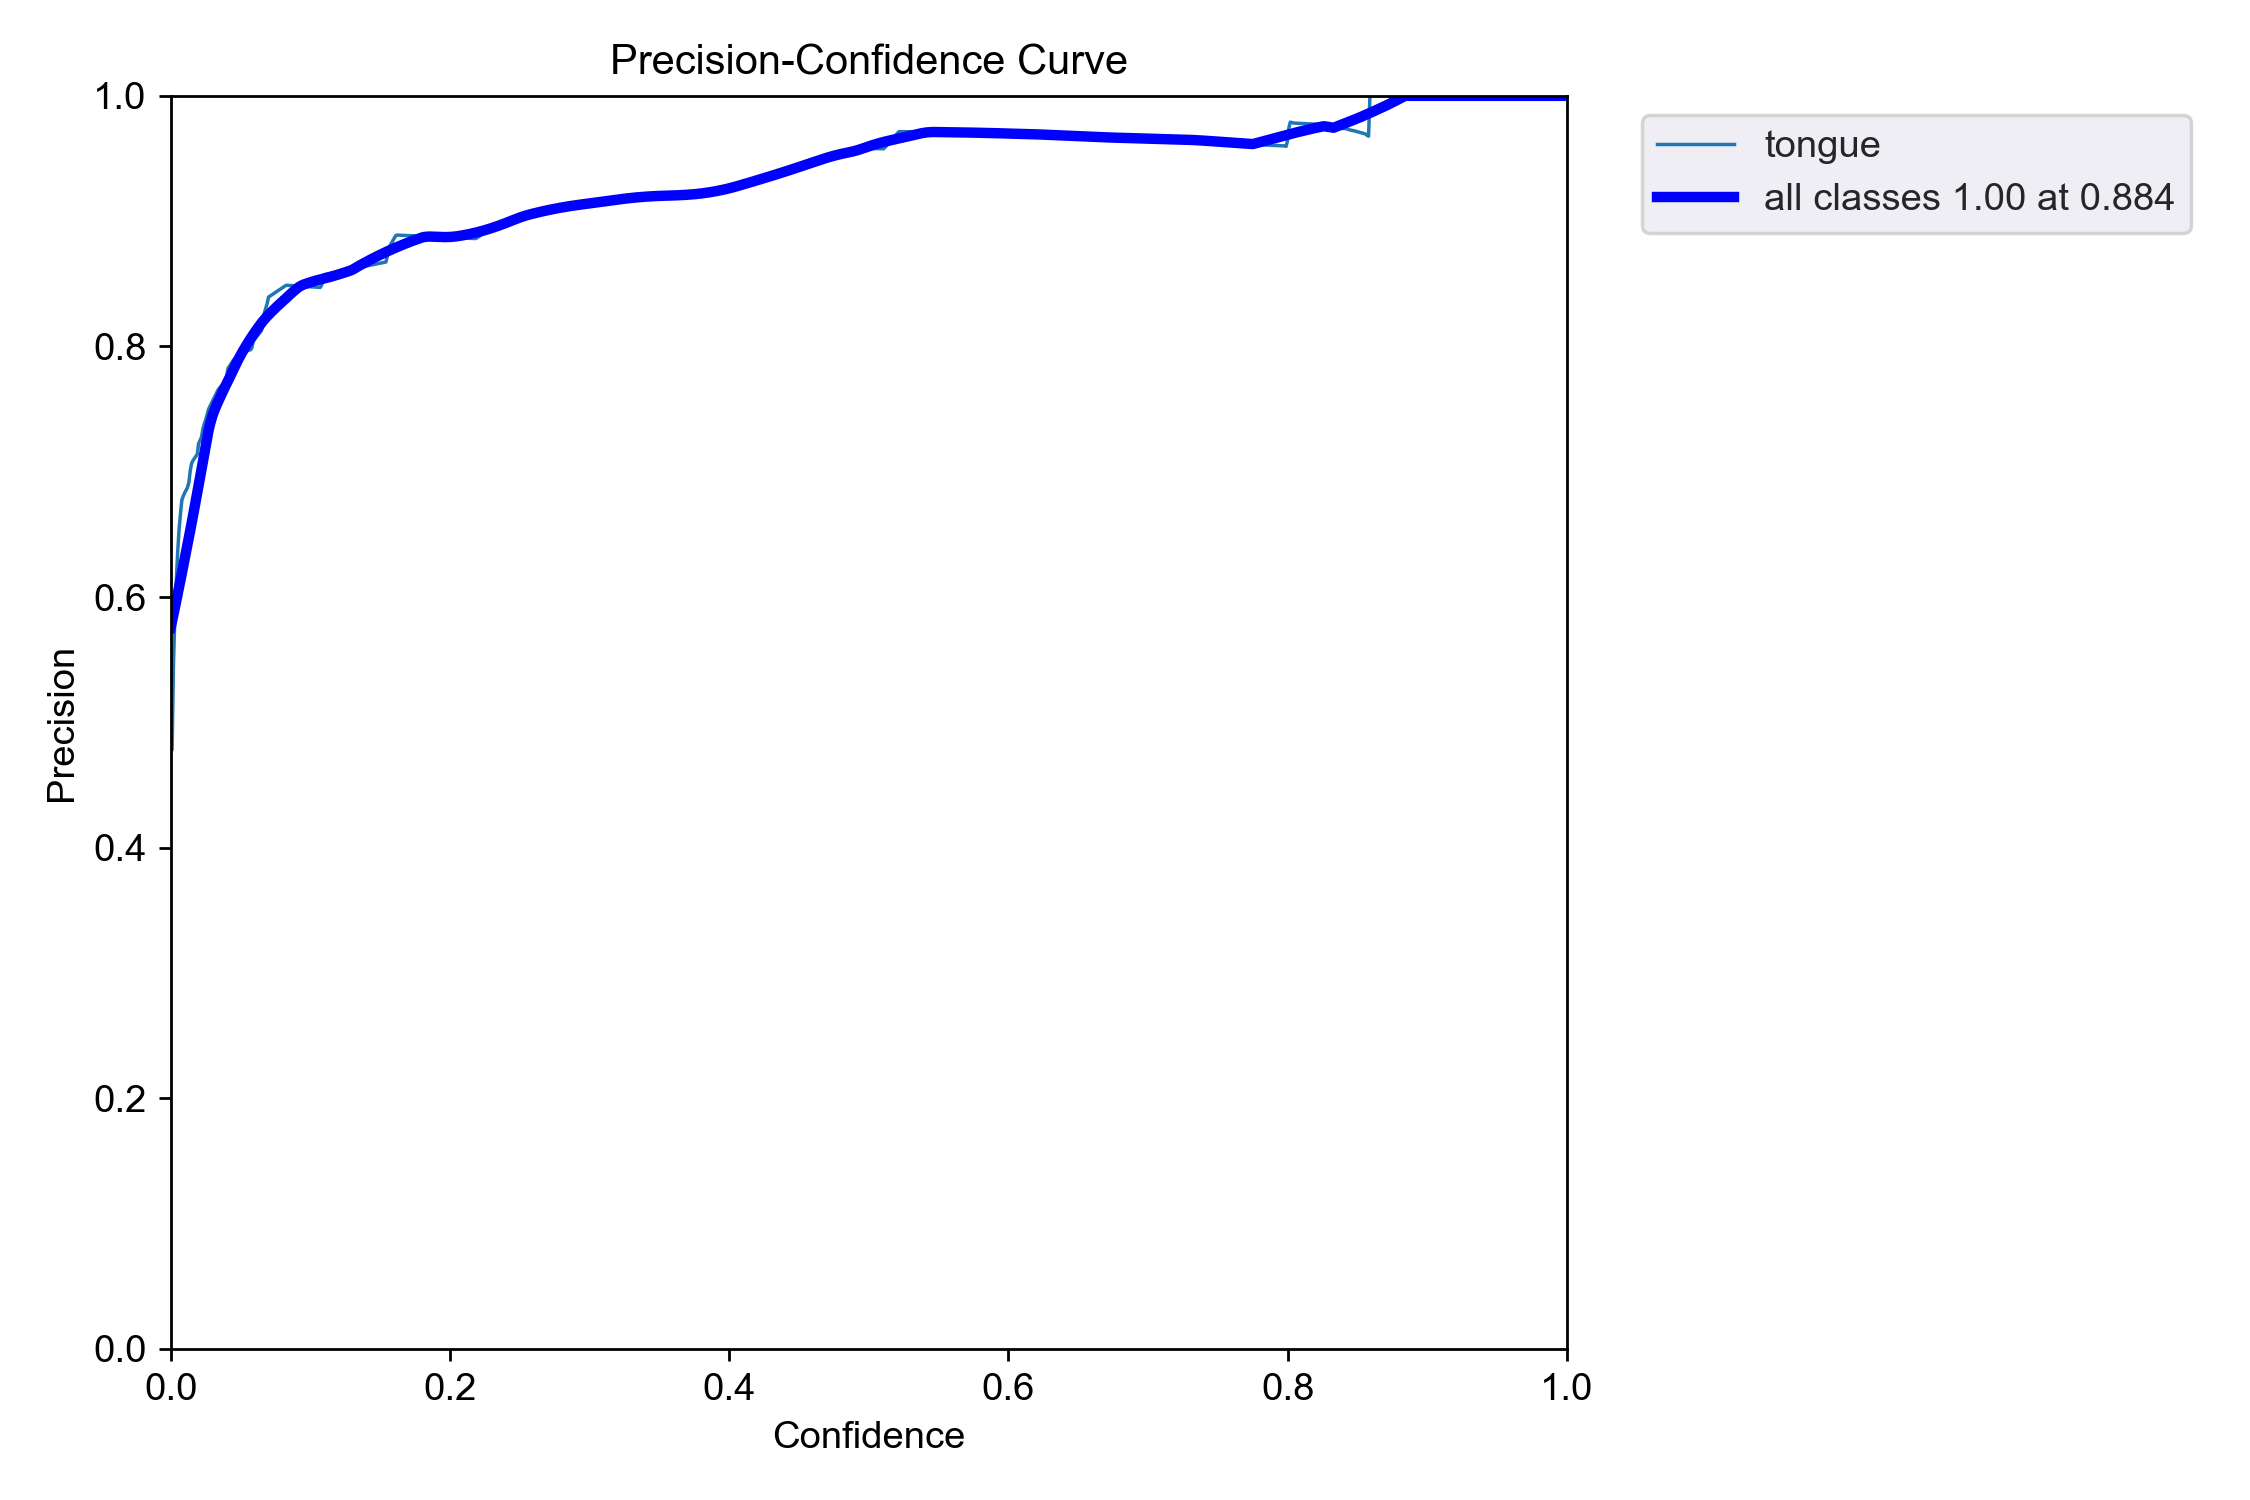 Precision-Confidence Curve
1.0
0.8
0.6
0.4
0.2
0.0
Precision
0.0 0.2 0.4 0.6 0.8 1.0
Confidence
tongue
all classes 1.00 at 0.884